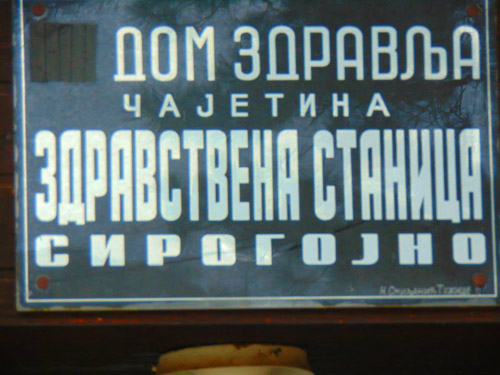 ДОМ ЗДРАВЉА
ЧАЈЕТИНА
ЗДРАВСТВЕНА СТАНИЦА
СИРОГОЈНО